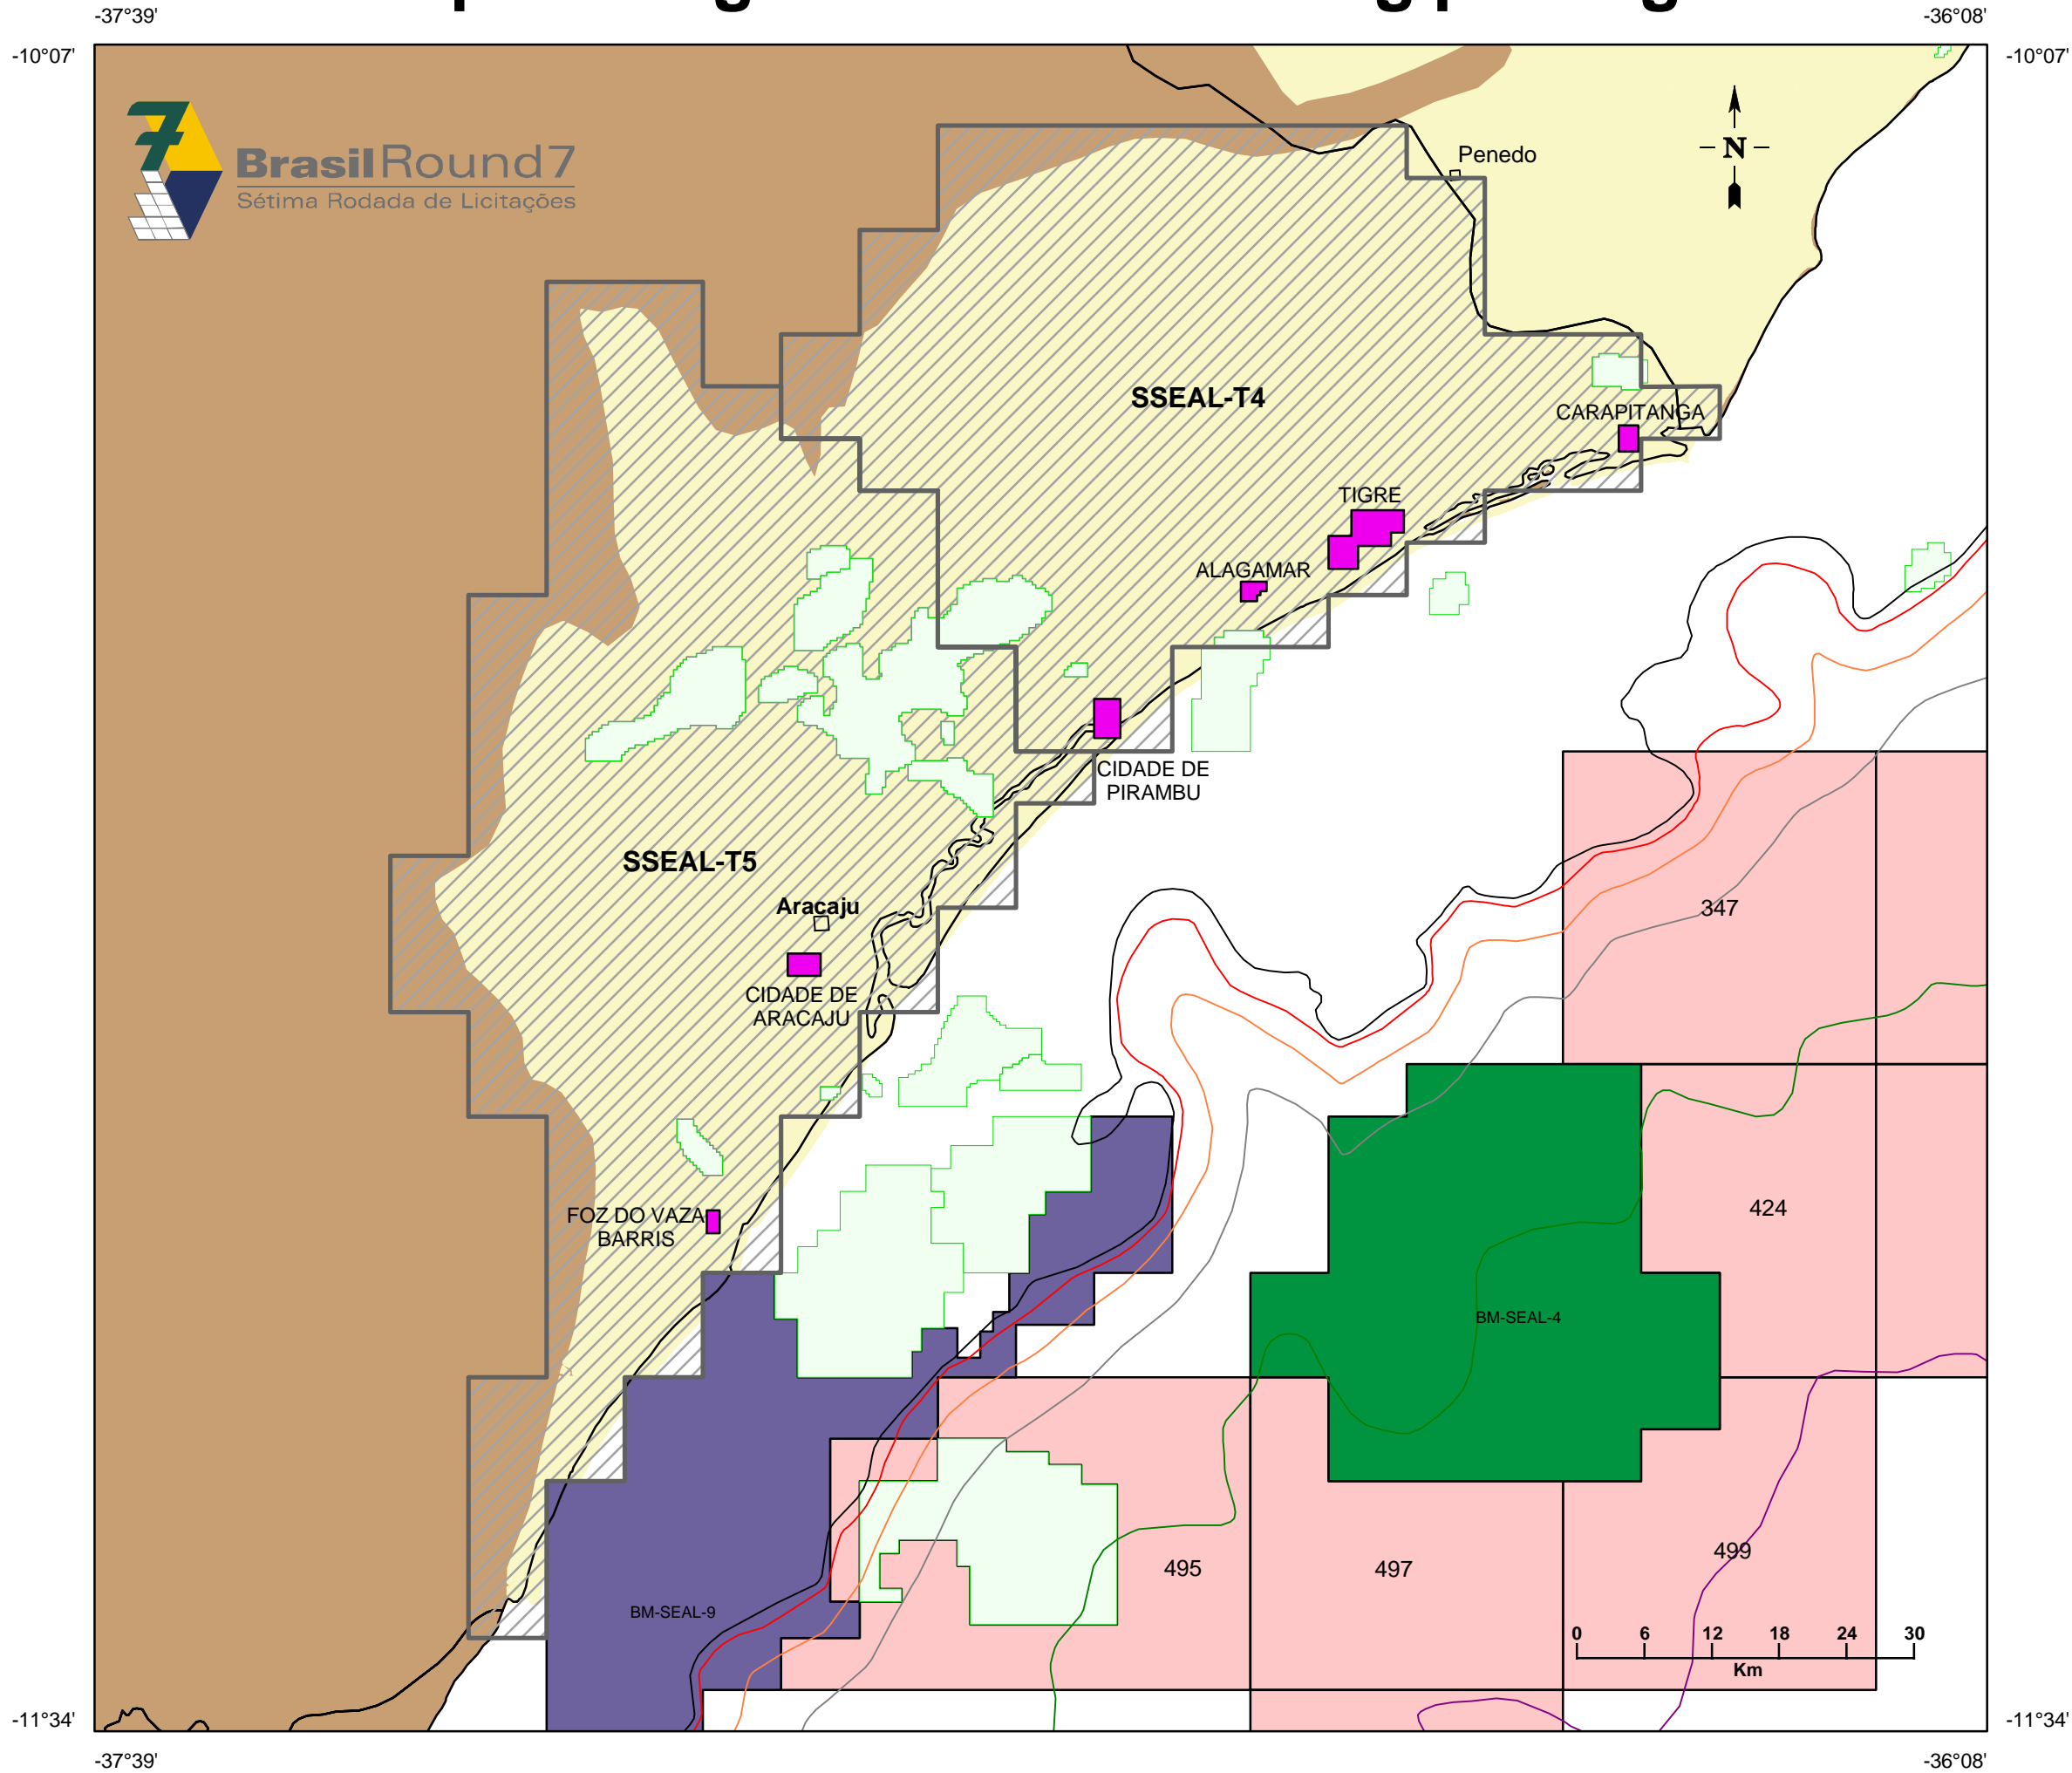 -37°39'
-36°08'
-10°07'
-10°07'
7
BrasilRound7
Sétima Rodada de Licitações
N
Penedo
SSEAL-T4
CARAPITANGA
TIGRE
ALAGAMAR
CIDADE DE
PIRAMBU
SSEAL-T5
Aracaju
347
CIDADE DE
ARACAJU
424
FOZ DO VAZA
BARRIS
BM-SEAL-4
499
495
497
BM-SEAL-9
0 6 12 18 24 30
Km
-11°34'
-11°34'
-37°39'
-36°08'